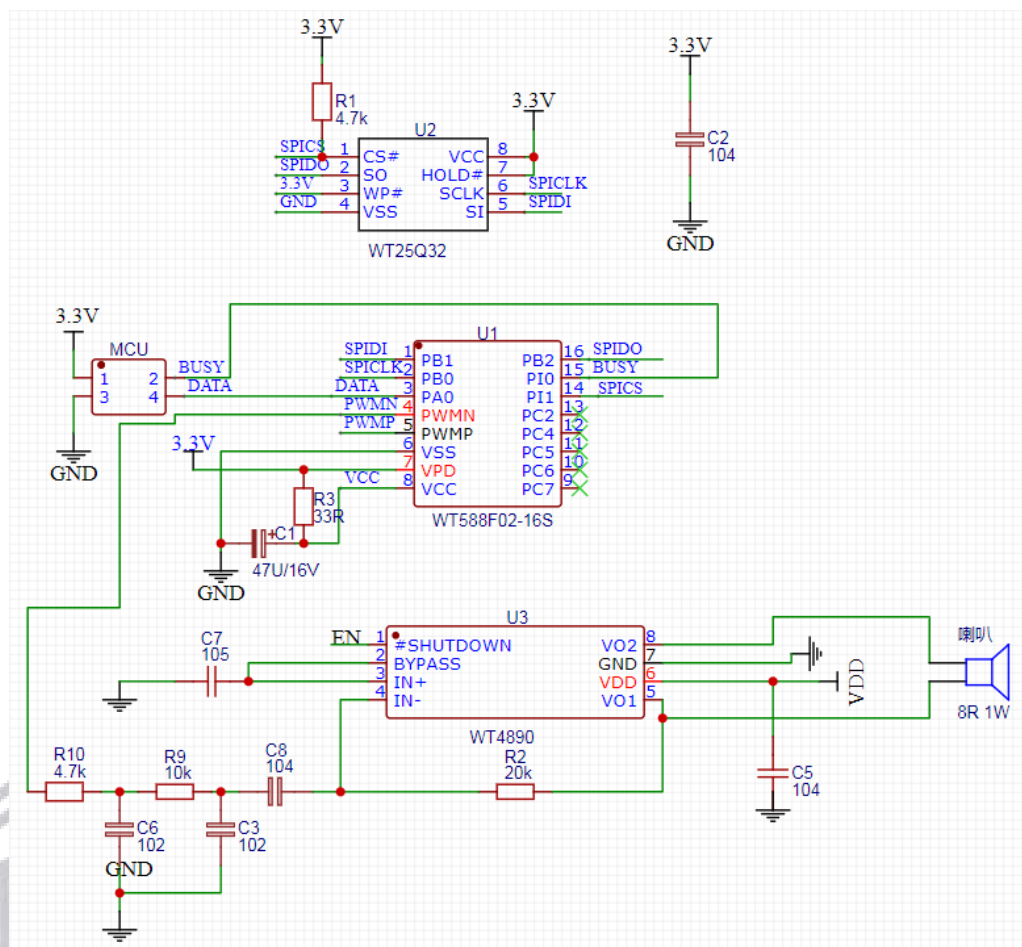 3.3V
R1
4.7k
3.3V
C2
104
GND
3.3V
U2
SPICS 1 CS# VCC 8
SPIDO 2 SO HOLD# 7
3.3V 3 WP# SCLK 6 SPICLK
GND 4 VSS SI 5 SPIDI
WT25Q32
3.3V
MCU
1 2 BUSY
3 4 DATA
GND
U1
SPIDI 1 PB1 PB2 16 SPIDO
SPICLK 2 PB0 PI0 15 BUSY
DATA 3 PA0 PI1 14 SPICS
PWMN 4 PWMN PC2 13
PWMP 5 PWMP PC4 12
6 VSS PC5 11
3.3V 7 VPD PC6 10
VCC 8 VCC PC7 9
WT588F02-16S
R3
33R
+C1
47U/16V
GND
U3
EN 1 #SHUTDOWN VO2 8
2 BYPASS GND 7
3 IN+ VDD 6
4 IN- VO1 5
WT4890
C7
105
VDD
喇叭
8R 1W
R10
4.7k
R9
10k
C8
104
R2
20k
C5
104
C6
102
C3
102
GND